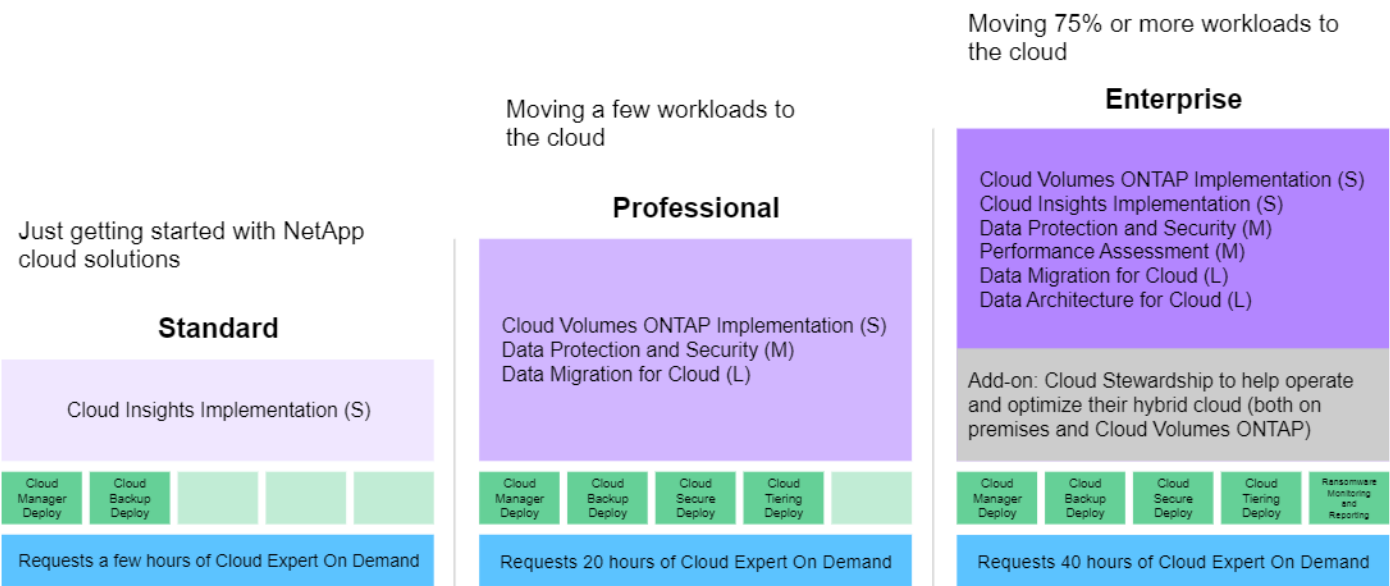 Just getting started with NetApp
cloud solutions
Standard
Cloud Insights Implementation (S)
Cloud
Manager
Deploy
Cloud
Backup
Deploy
Requests a few hours of Cloud Expert On Demand
Moving a few workloads to
the cloud
Professional
Cloud Volumes ONTAP Implementation (S)
Data Protection and Security (M)
Data Migration for Cloud (L)
Cloud
Manager
Deploy
Cloud
Backup
Deploy
Cloud
Secure
Deploy
Cloud
Tiering
Deploy
Requests 20 hours of Cloud Expert On Demand
Moving 75% or more workloads to
the cloud
Enterprise
Cloud Volumes ONTAP Implementation (S)
Cloud Insights Implementation (S)
Data Protection and Security (M)
Performance Assessment (M)
Data Migration for Cloud (L)
Data Architecture for Cloud (L)
Add-on: Cloud Stewardship to help operate
and optimize their hybrid cloud (both on
premises and Cloud Volumes ONTAP)
Cloud
Manager
Deploy
Cloud
Backup
Deploy
Cloud
Secure
Deploy
Cloud
Tiering
Deploy
Ransomware
Monitoring
and
Reporting
Requests 40 hours of Cloud Expert On Demand